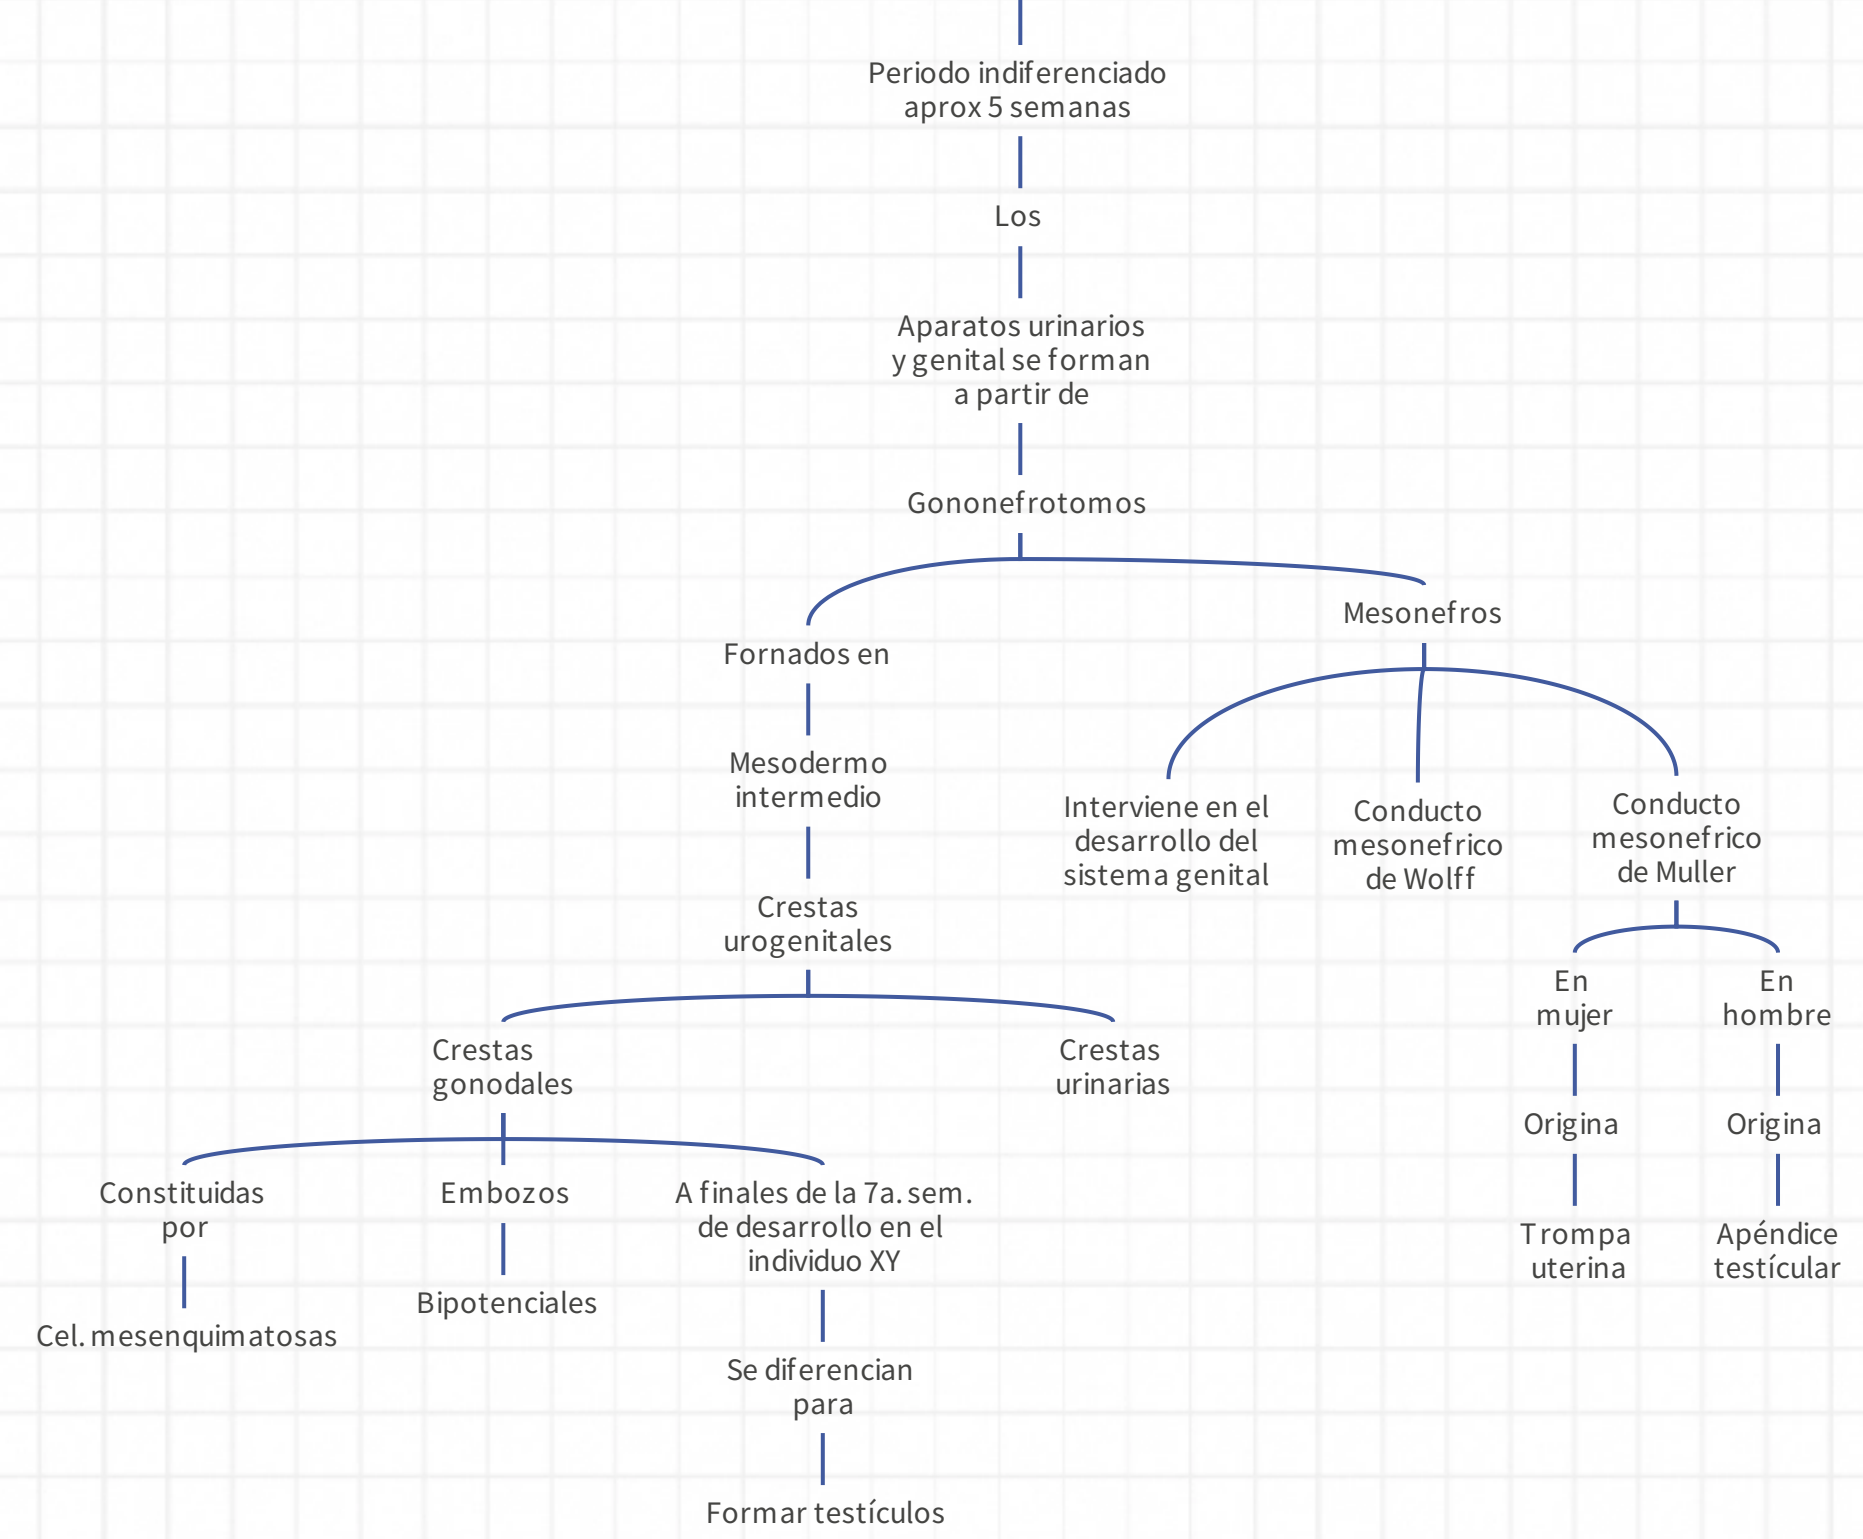 Periodo indiferenciado
aprox 5 semanas
Los
Aparatos urinarios
y genital se forman
a partir de
Gononefrotomos
Fornados en
Mesonefros
Mesodermo
intermedio
Interviene en el
desarrollo del
sistema genital
Conducto
mesonefrico
de Wolff
Conducto
mesonefrico
de Muller
Crestas
urogenitales
En
mujer
En
hombre
Crestas
gonodales
Crestas
urinarias
Origina
Origina
Constituidas
por
Embozos
A finales de la 7a. sem.
de desarrollo en el
individuo XY
Trompa
uterina
Apéndice
testícular
Cel. mesenquimatosas
Bipotenciales
Se diferencian
para
Formar testículos